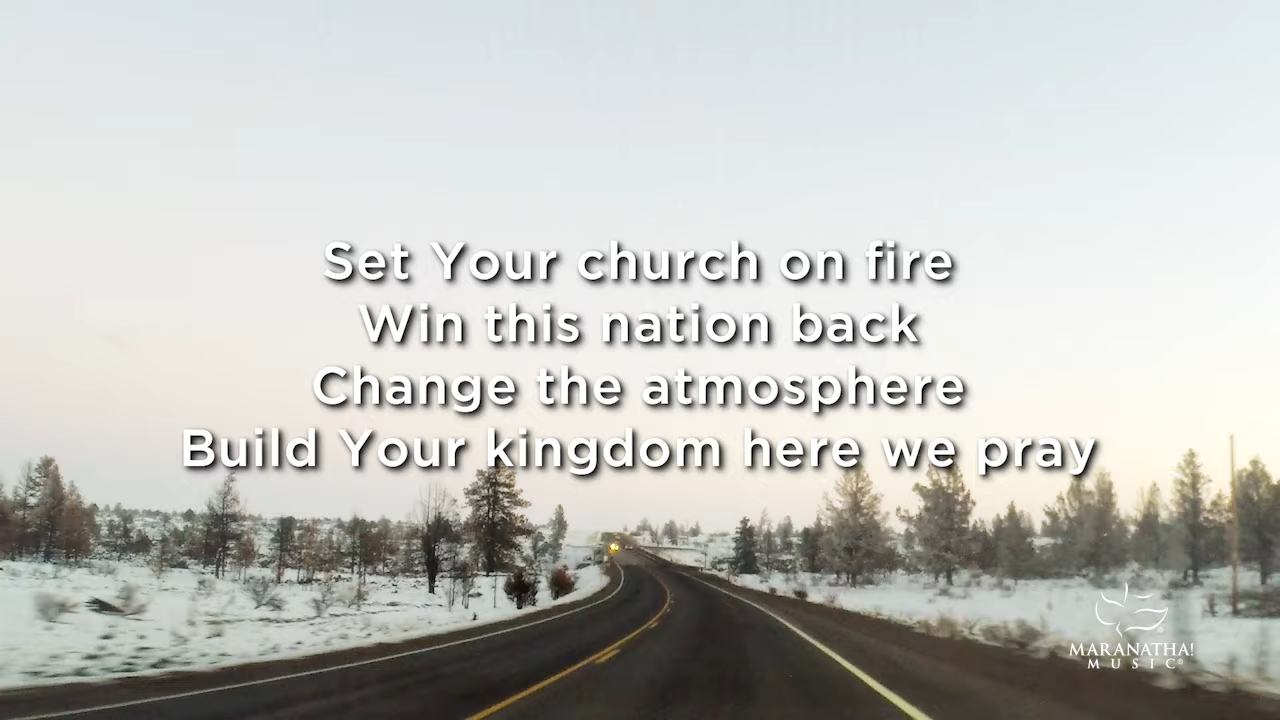 Set Your church on fire
Win this nation back
Change the atmosphere
Build Your kingdom here we pray
MARANATHA!
MUSIC®